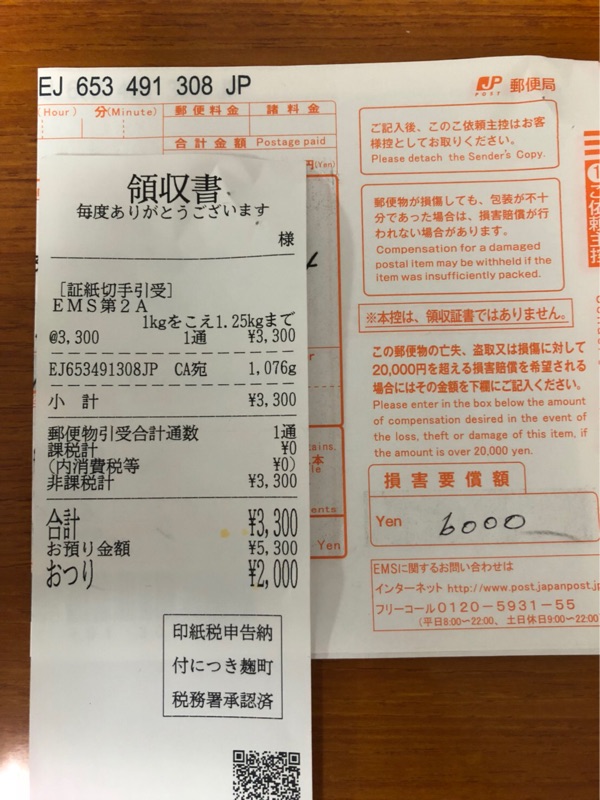 EJ 653 491 308 JP
JP POST 郵便局
(Hour) 分(Minute) 郵便料金 諸料金
合計金額 Postage paid
円(Yen)
領収書
毎度ありがとうございます
様
[証紙切手引受]
EMS第2A
1kgをこえ1.25kgまで
@3,300 1通 ¥3,300
EJ653491308JP CA宛 1,076g
小 計 ¥3,300
郵便物引受合計通数 1通
課税計 ¥0
(内消費税等 ¥0)
非課税計 ¥3,300
合計 ¥3,300
お預り金額 ¥5,300
おつり ¥2,000
印紙税申告納
付につき麹町
税務署承認済
ご記入後、このご依頼主控はお客
様控としてお取りください。
Please detach the Sender's Copy.
郵便物が損傷しても、包装が不十
分であった場合は、損害賠償が行
われない場合があります。
Compensation for a damaged
postal item may be withheld if the
item was insufficiently packed.
※本控は、領収証書ではありません。
この郵便物の亡失、盗取又は損傷に対して
20,000円を超える損害賠償を希望される
場合にはその金額を下欄にご記入ください。
Please enter in the box below the amount
of compensation desired in the event of
the loss, theft or damage of this item, if
the amount is over 20,000 yen.
損害要償額
Yen 6000
Yen
EMSに関するお問い合わせは
インターネット http://www.post.japanpost.j
フリーコール0120-5931-55
(平日8:00~22:00、土日休日9:00~22:00)
①ご依頼主控